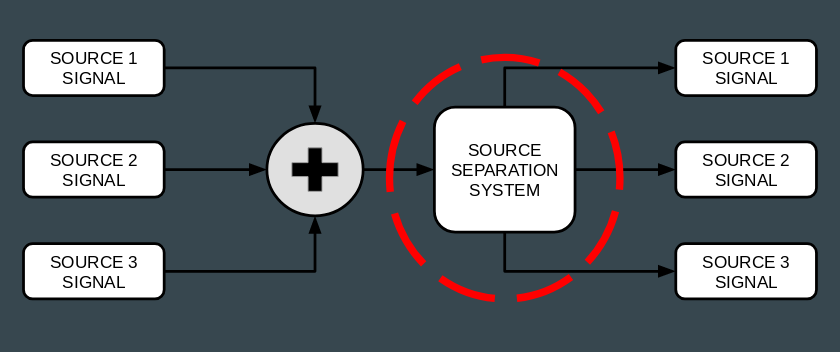 SOURCE 1
SIGNAL
SOURCE 2
SIGNAL
SOURCE 3
SIGNAL
SOURCE
SEPARATION
SYSTEM
SOURCE 1
SIGNAL
SOURCE 2
SIGNAL
SOURCE 3
SIGNAL